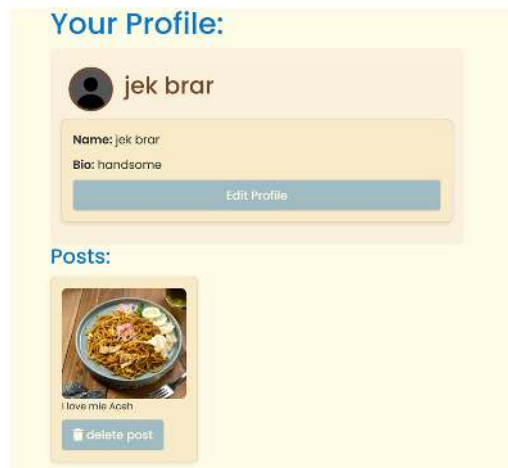 Your Profile:
jek brar
Name: jek brar
Bio: handsome
Edit Profile
Posts:
I love mie Aceh
delete post